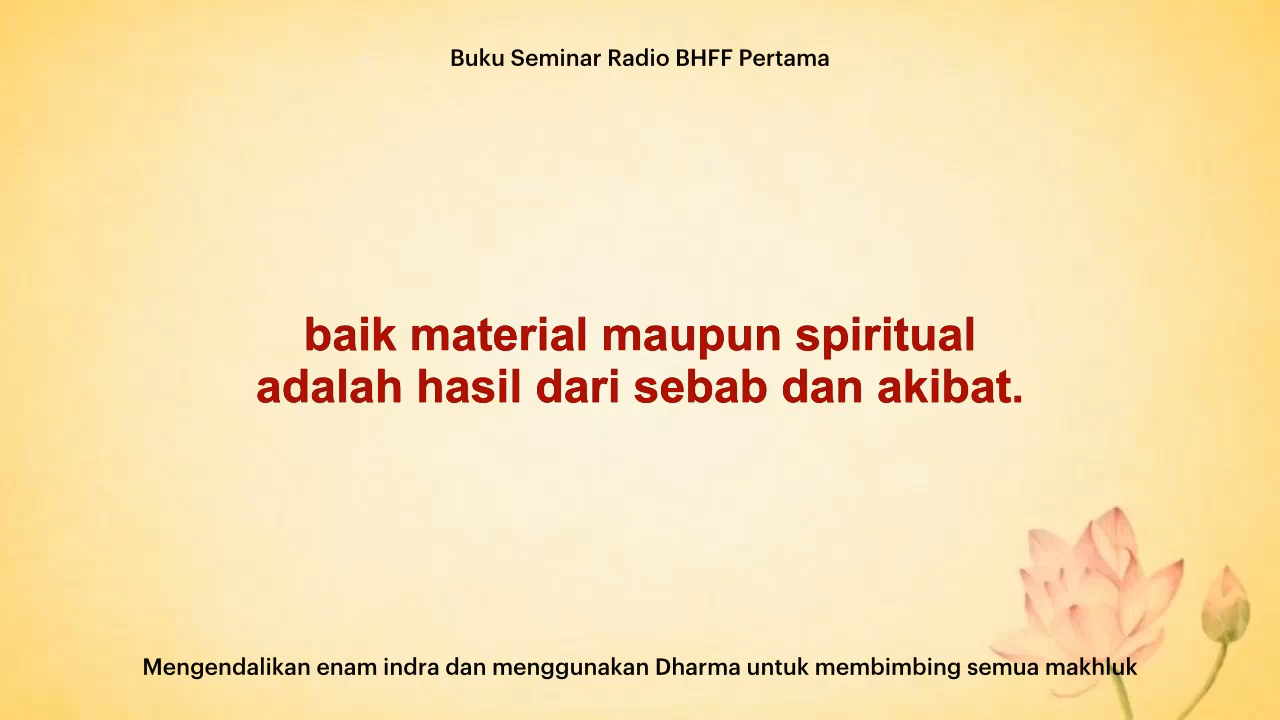 Buku Seminar Radio BHFF Pertama
baik material maupun spiritual
adalah hasil dari sebab dan akibat.
Mengendalikan enam indra dan menggunakan Dharma untuk membimbing semua makhluk